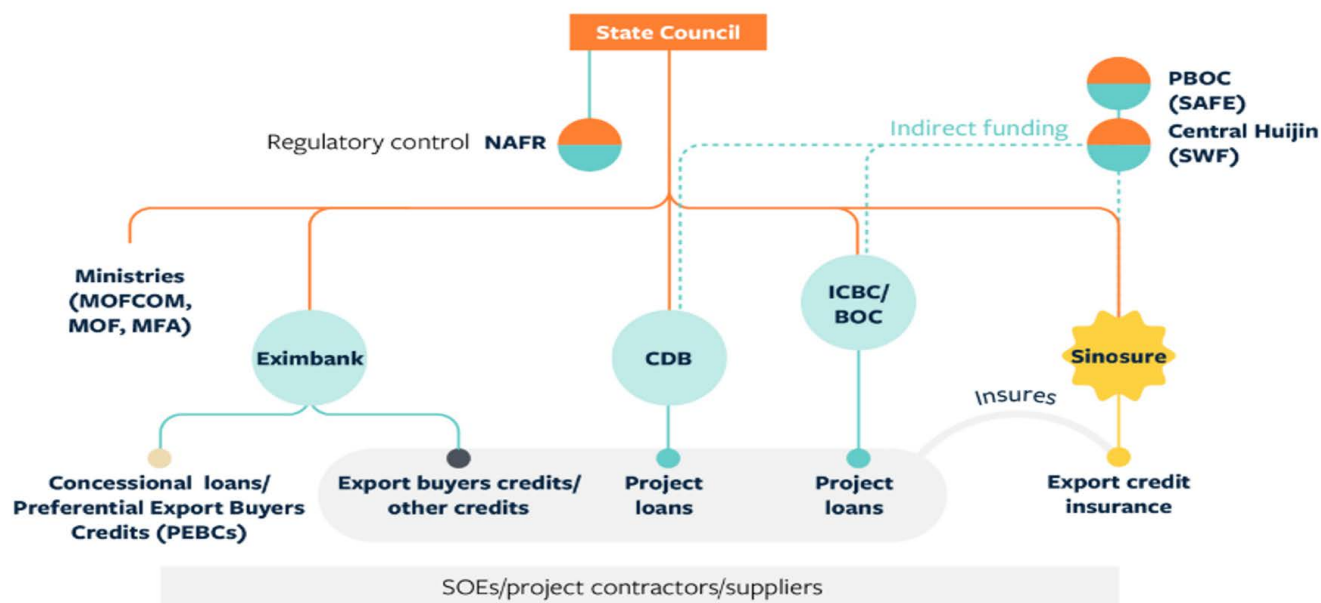 State Council
PBOC
(SAFE)
Regulatory control NAFR
Indirect funding
Central Huijin
(SWF)
Ministries
(MOFCOM,
MOF, MFA)
Eximbank
CDB
ICBC/
BOC
Sinosure
Insures
Concessional loans/
Preferential Export Buyers
Credits (PEBCs)
Export buyers credits/
other credits
Project
loans
Project
loans
Export credit
insurance
SOEs/project contractors/suppliers